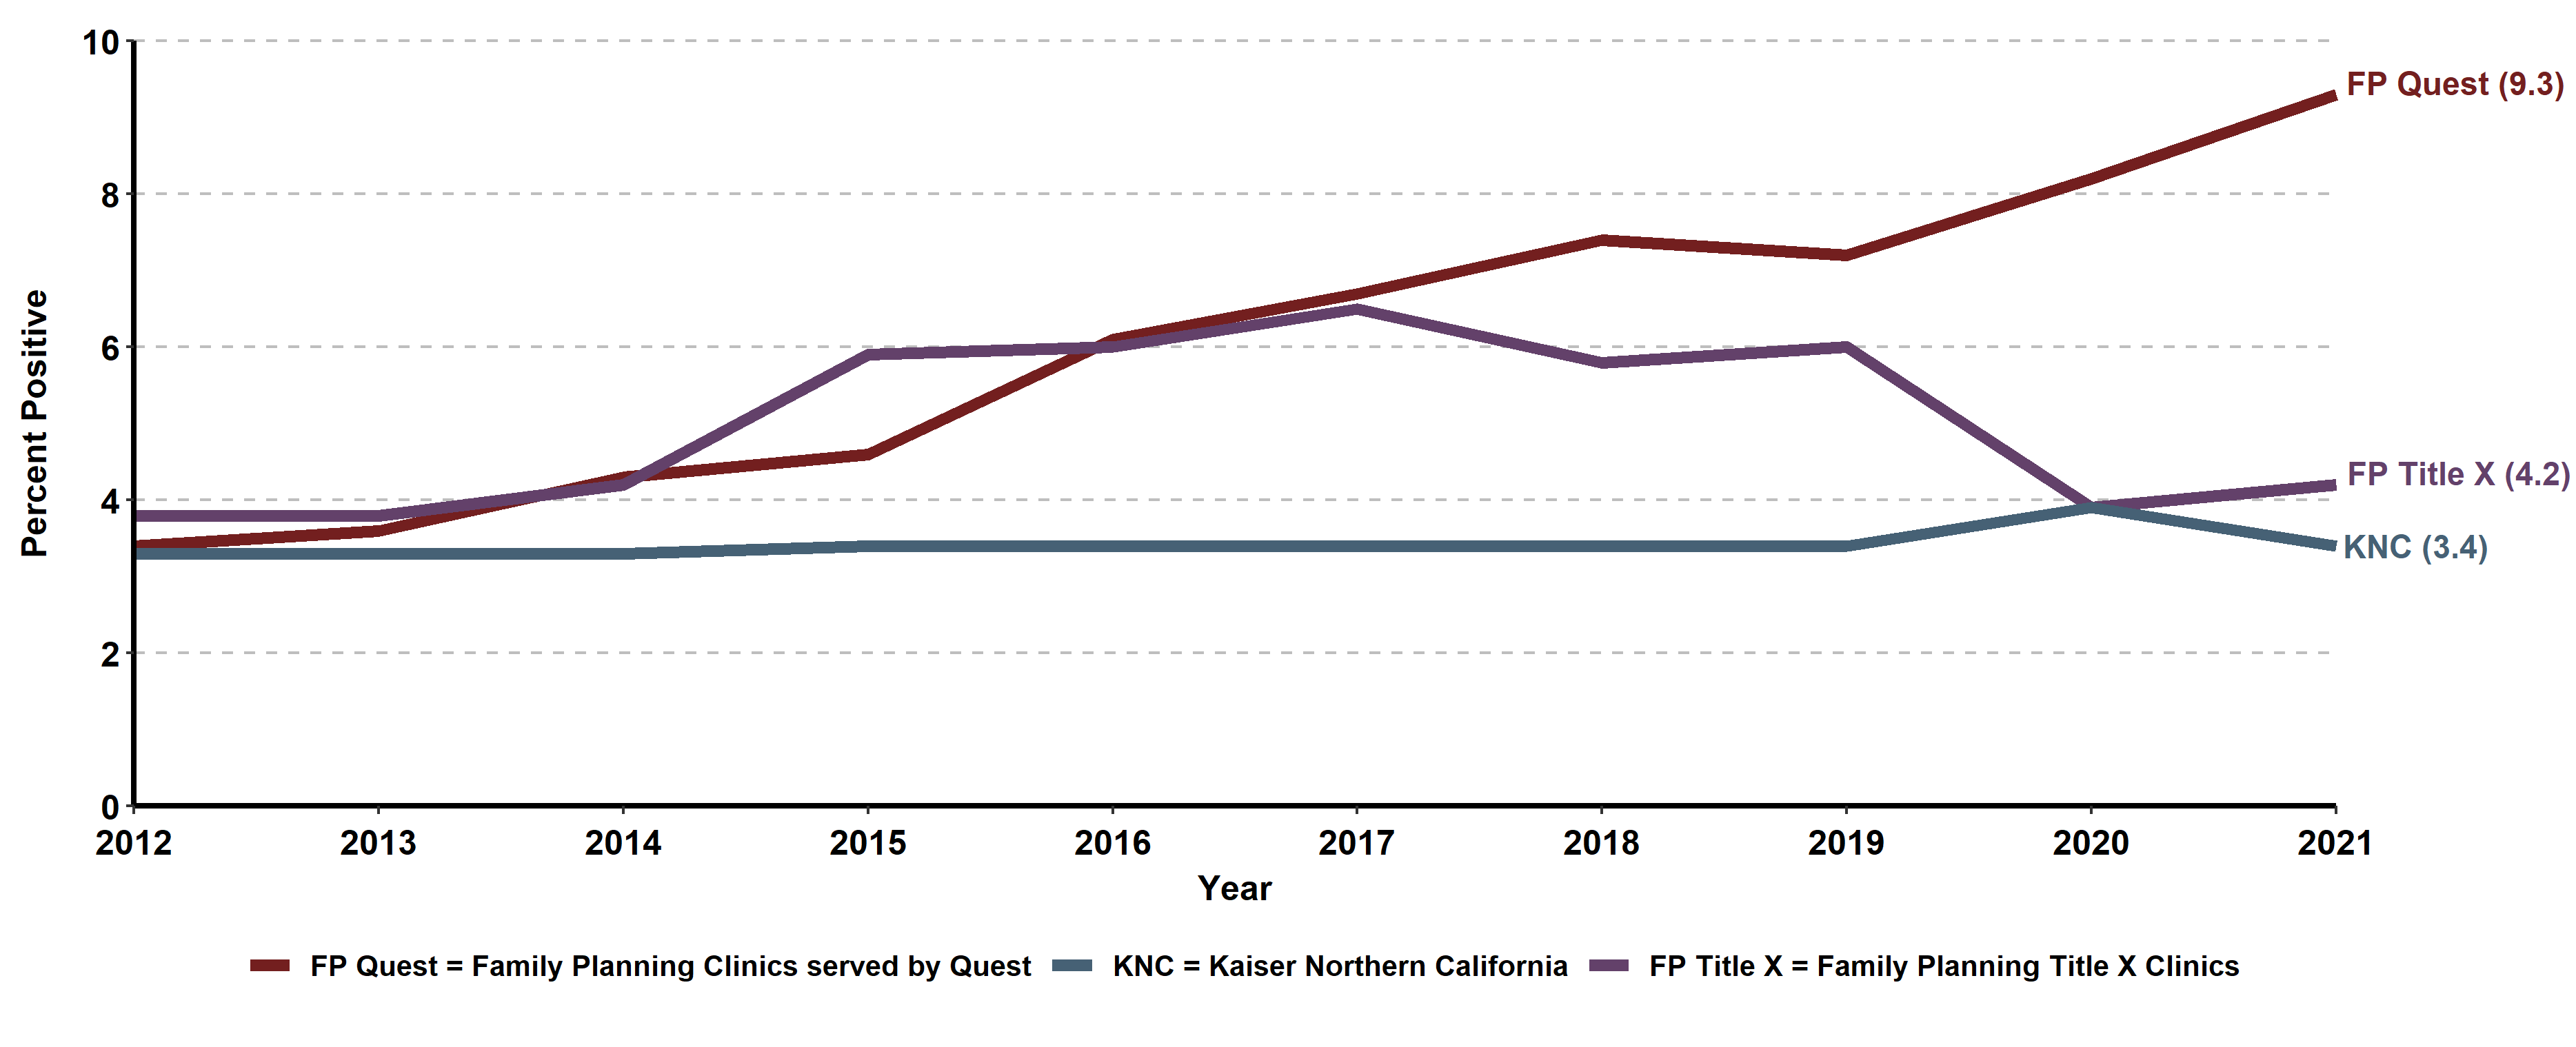 Percent Positive
10
8
6
4
2
0
FP Quest (9.3)
FP Title X (4.2)
KNC (3.4)
2012 2013 2014 2015 2016 2017 2018 2019 2020 2021
Year
FP Quest = Family Planning Clinics served by Quest KNC = Kaiser Northern California FP Title X = Family Planning Title X Clinics